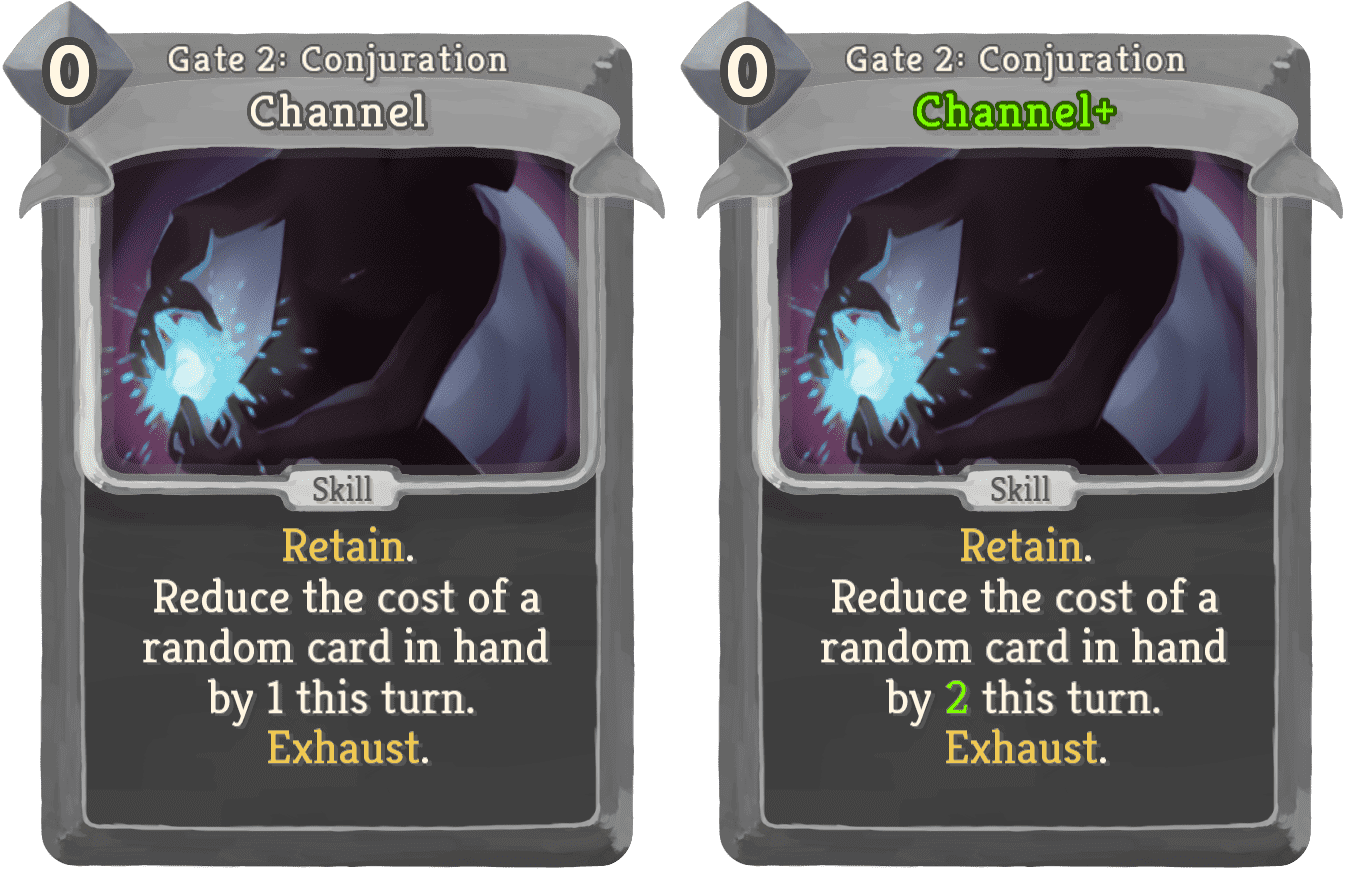 0
Gate 2: Conjuration
Channel
Skill
Retain.
Reduce the cost of a
random card in hand
by 1 this turn.
Exhaust.
0
Gate 2: Conjuration
Channel+
Skill
Retain.
Reduce the cost of a
random card in hand
by 2 this turn.
Exhaust.